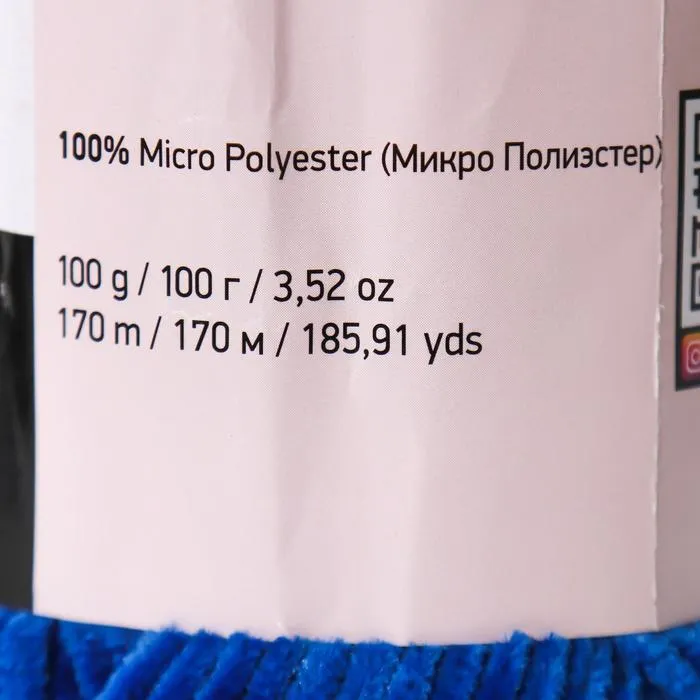 100% Micro Polyester (Микро Полиэстер)
100 g / 100 г / 3,52 oz
170 m / 170 м / 185,91 yds